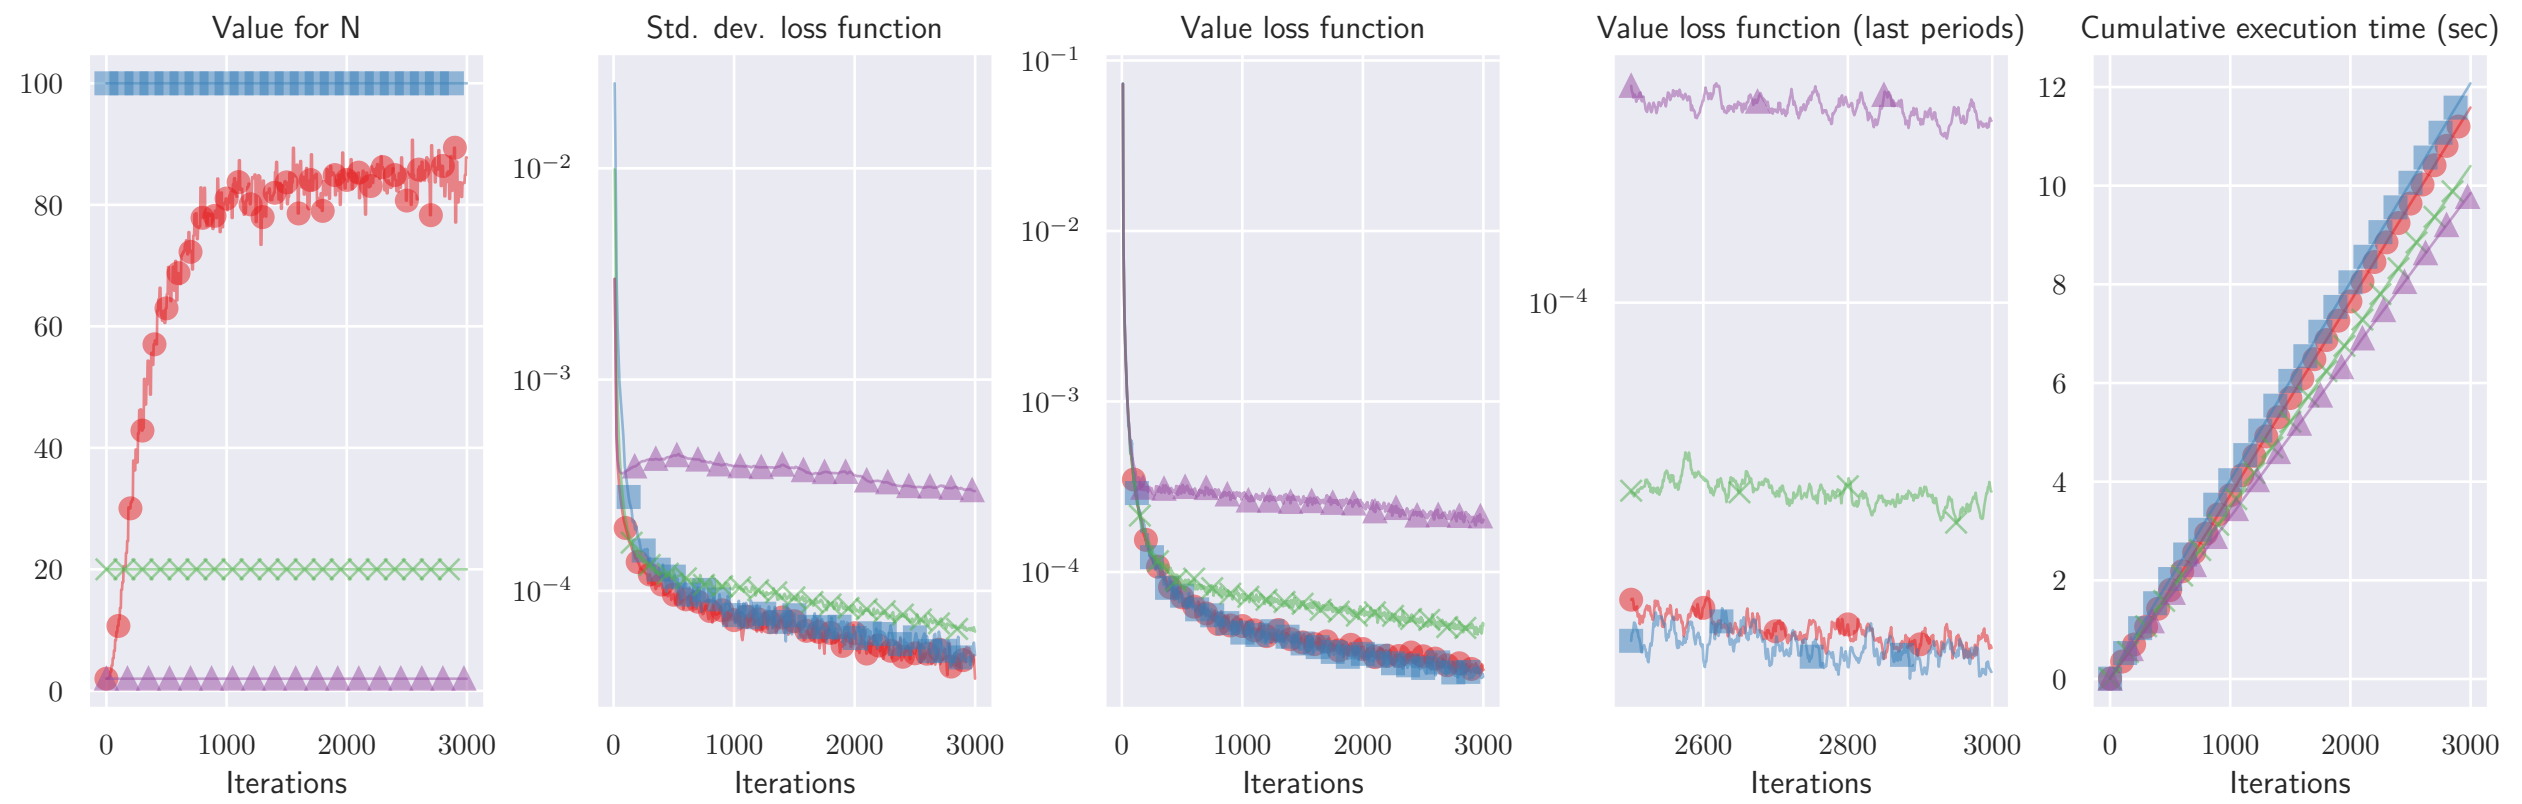 Value for N
Std. dev. loss function
Value loss function
Value loss function (last periods)
Cumulative execution time (sec)
100
80
60
40
20
0
0 1000 2000 3000
Iterations
10⁻²
10⁻³
10⁻⁴
0 1000 2000 3000
Iterations
10⁻¹
10⁻²
10⁻³
10⁻⁴
0 1000 2000 3000
Iterations
10⁻⁴
2600 2800 3000
Iterations
12
10
8
6
4
2
0
0 1000 2000 3000
Iterations